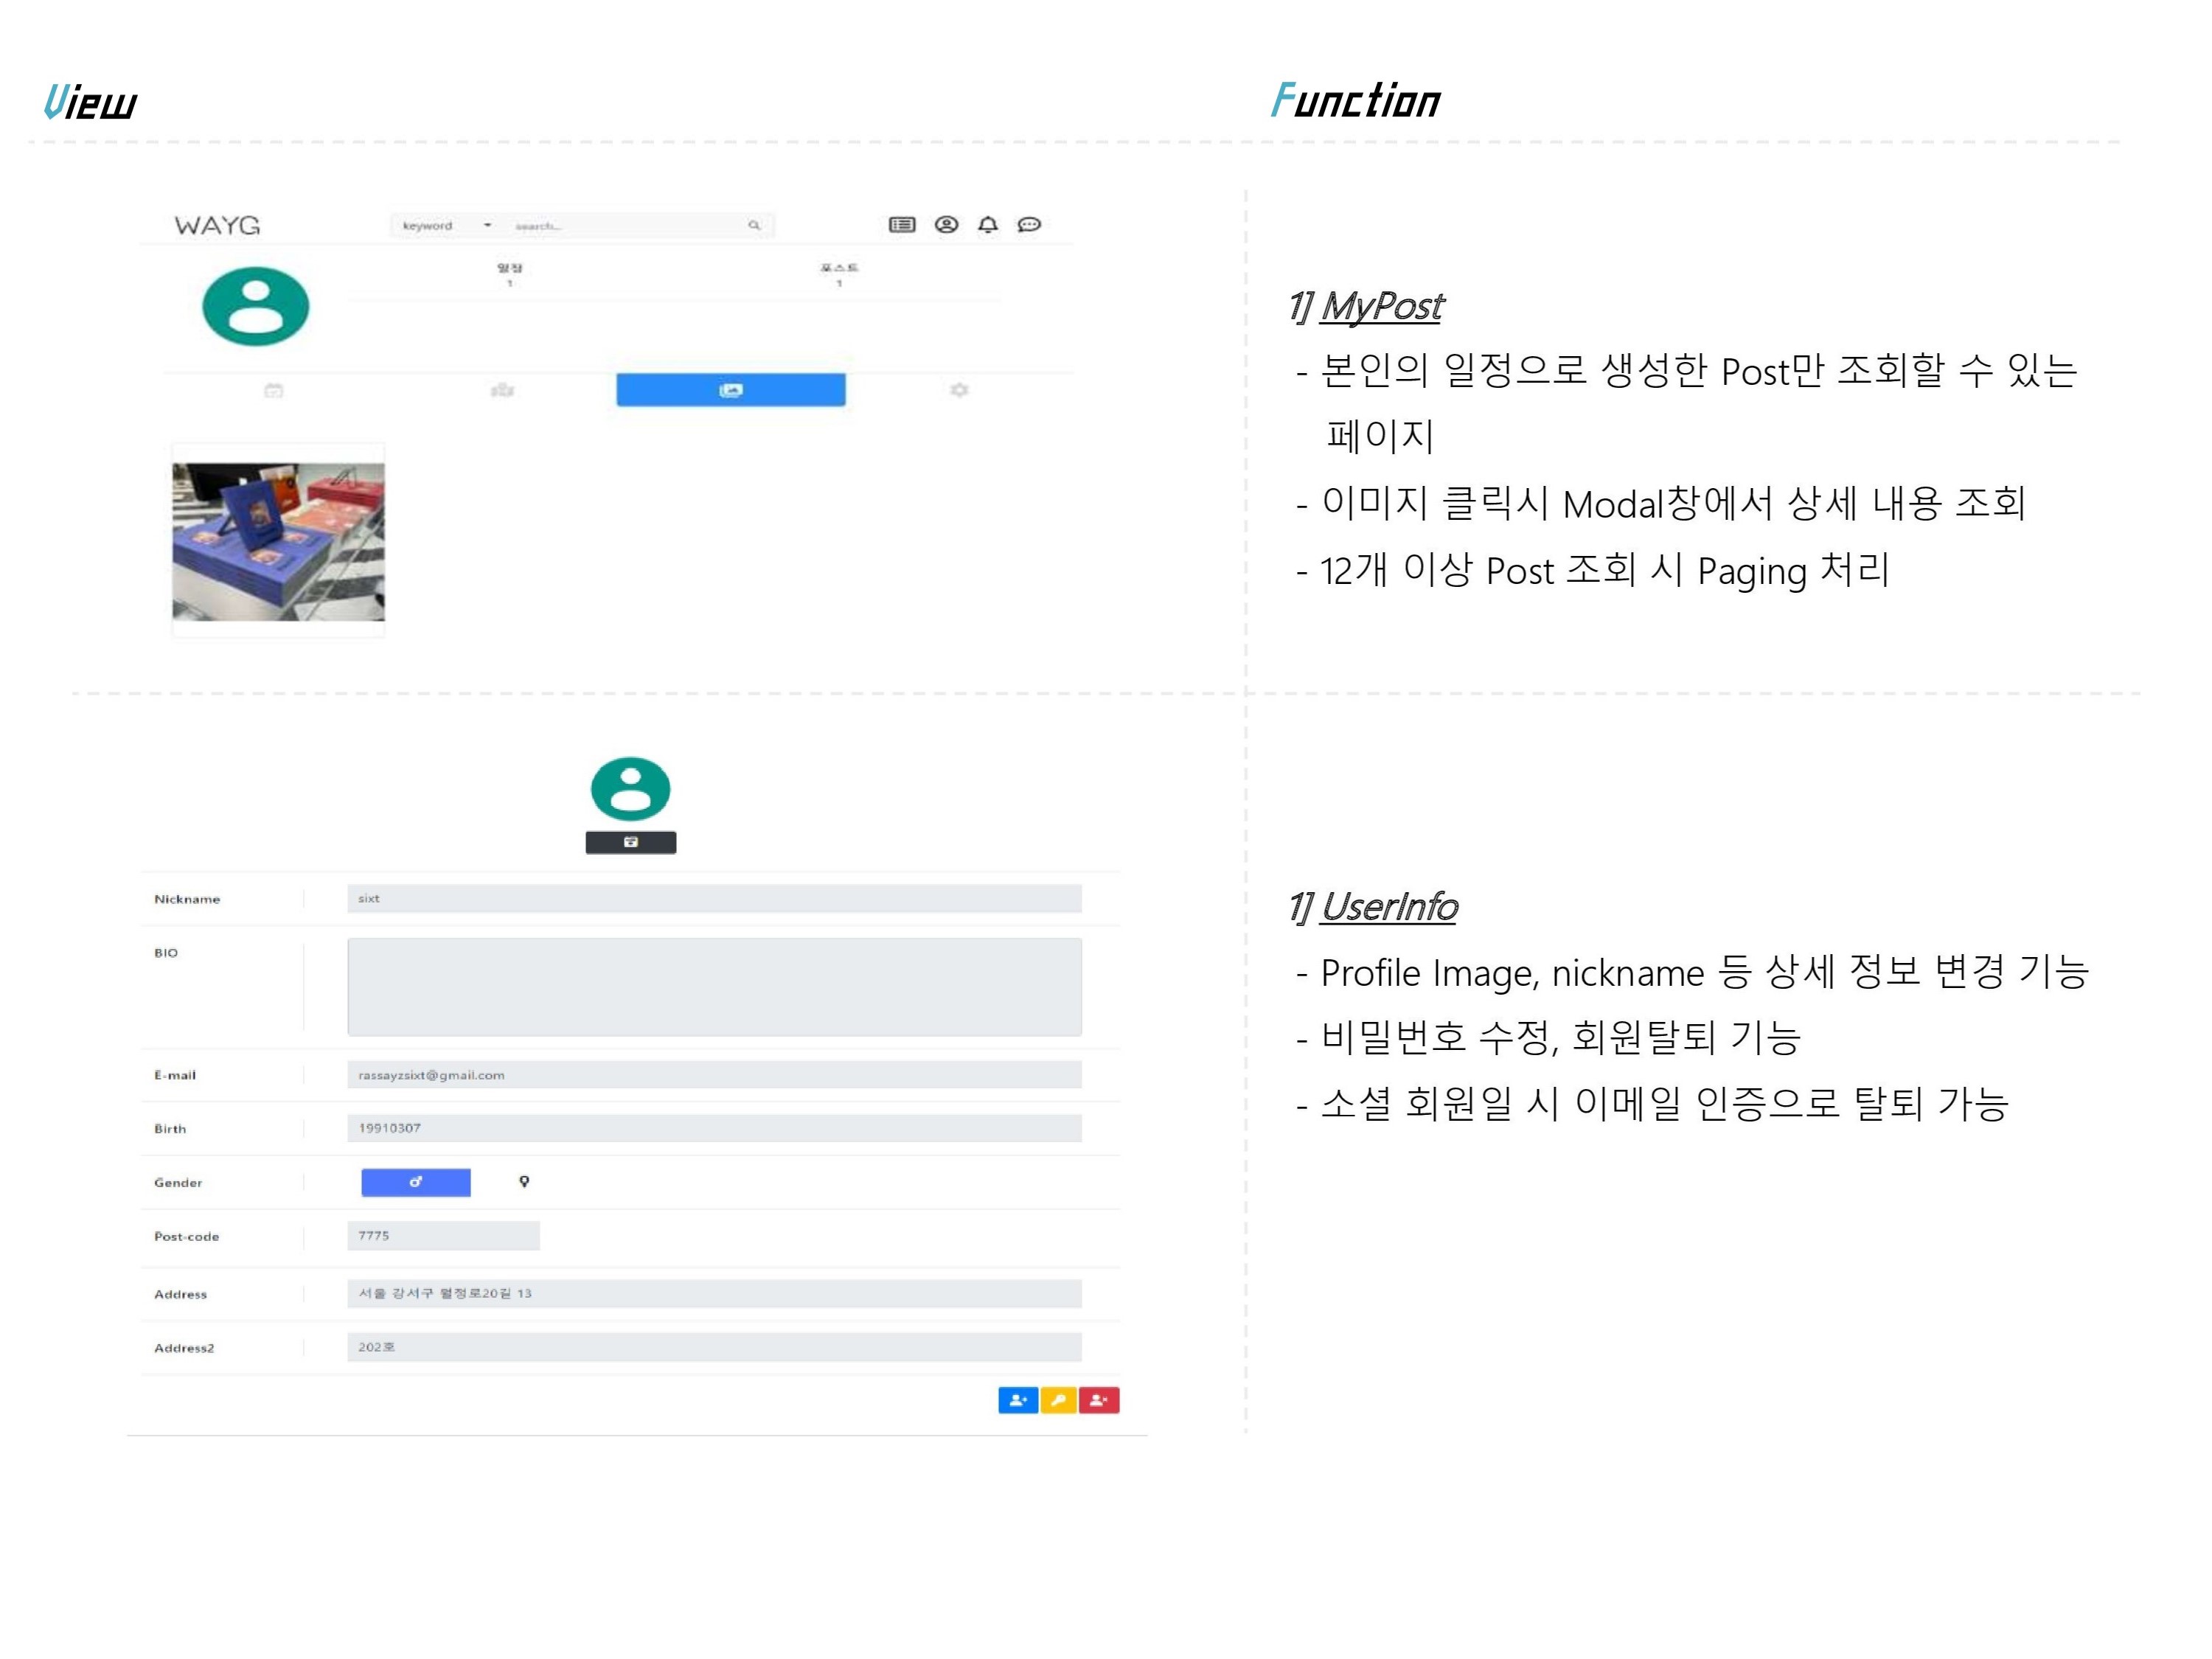 View
Function
WAYG
keyword
search...
일정
1
포스트
1
1] MyPost
- 본인의 일정으로 생성한 Post만 조회할 수 있는
페이지
- 이미지 클릭시 Modal창에서 상세 내용 조회
- 12개 이상 Post 조회 시 Paging 처리
Nickname
sixt
BIO
E-mail
rassayzsixt@gmail.com
Birth
19910307
Gender
Post-code
7775
Address
서울 강서구 월정로20길 13
Address2
202호
1] UserInfo
- Profile Image, nickname 등 상세 정보 변경 기능
- 비밀번호 수정, 회원탈퇴 기능
- 소셜 회원일 시 이메일 인증으로 탈퇴 가능